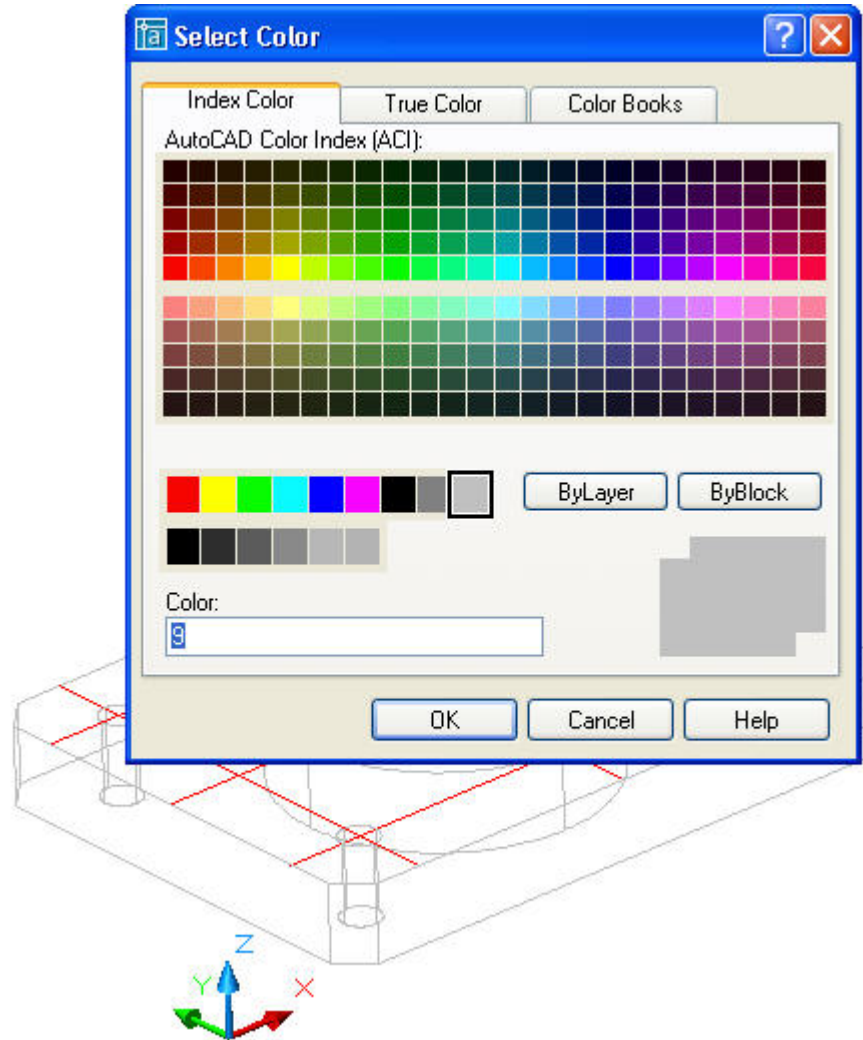 a Select Color ?
Index Color True Color Color Books
AutoCAD Color Index (ACI):
ByLayer ByBlock
Color:
9
OK Cancel Help
Z
Y X